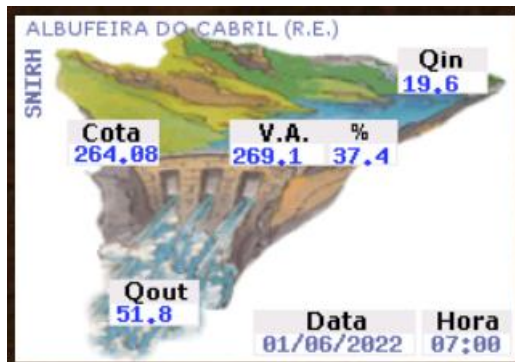 ALBUFEIRA DO CABRIL (R.E.)
SNIRH
Qin
19.6
Cota
264.08
V.A.
269.1
%
37.4
Qout
51.8
Data
01/06/2022
Hora
07:00